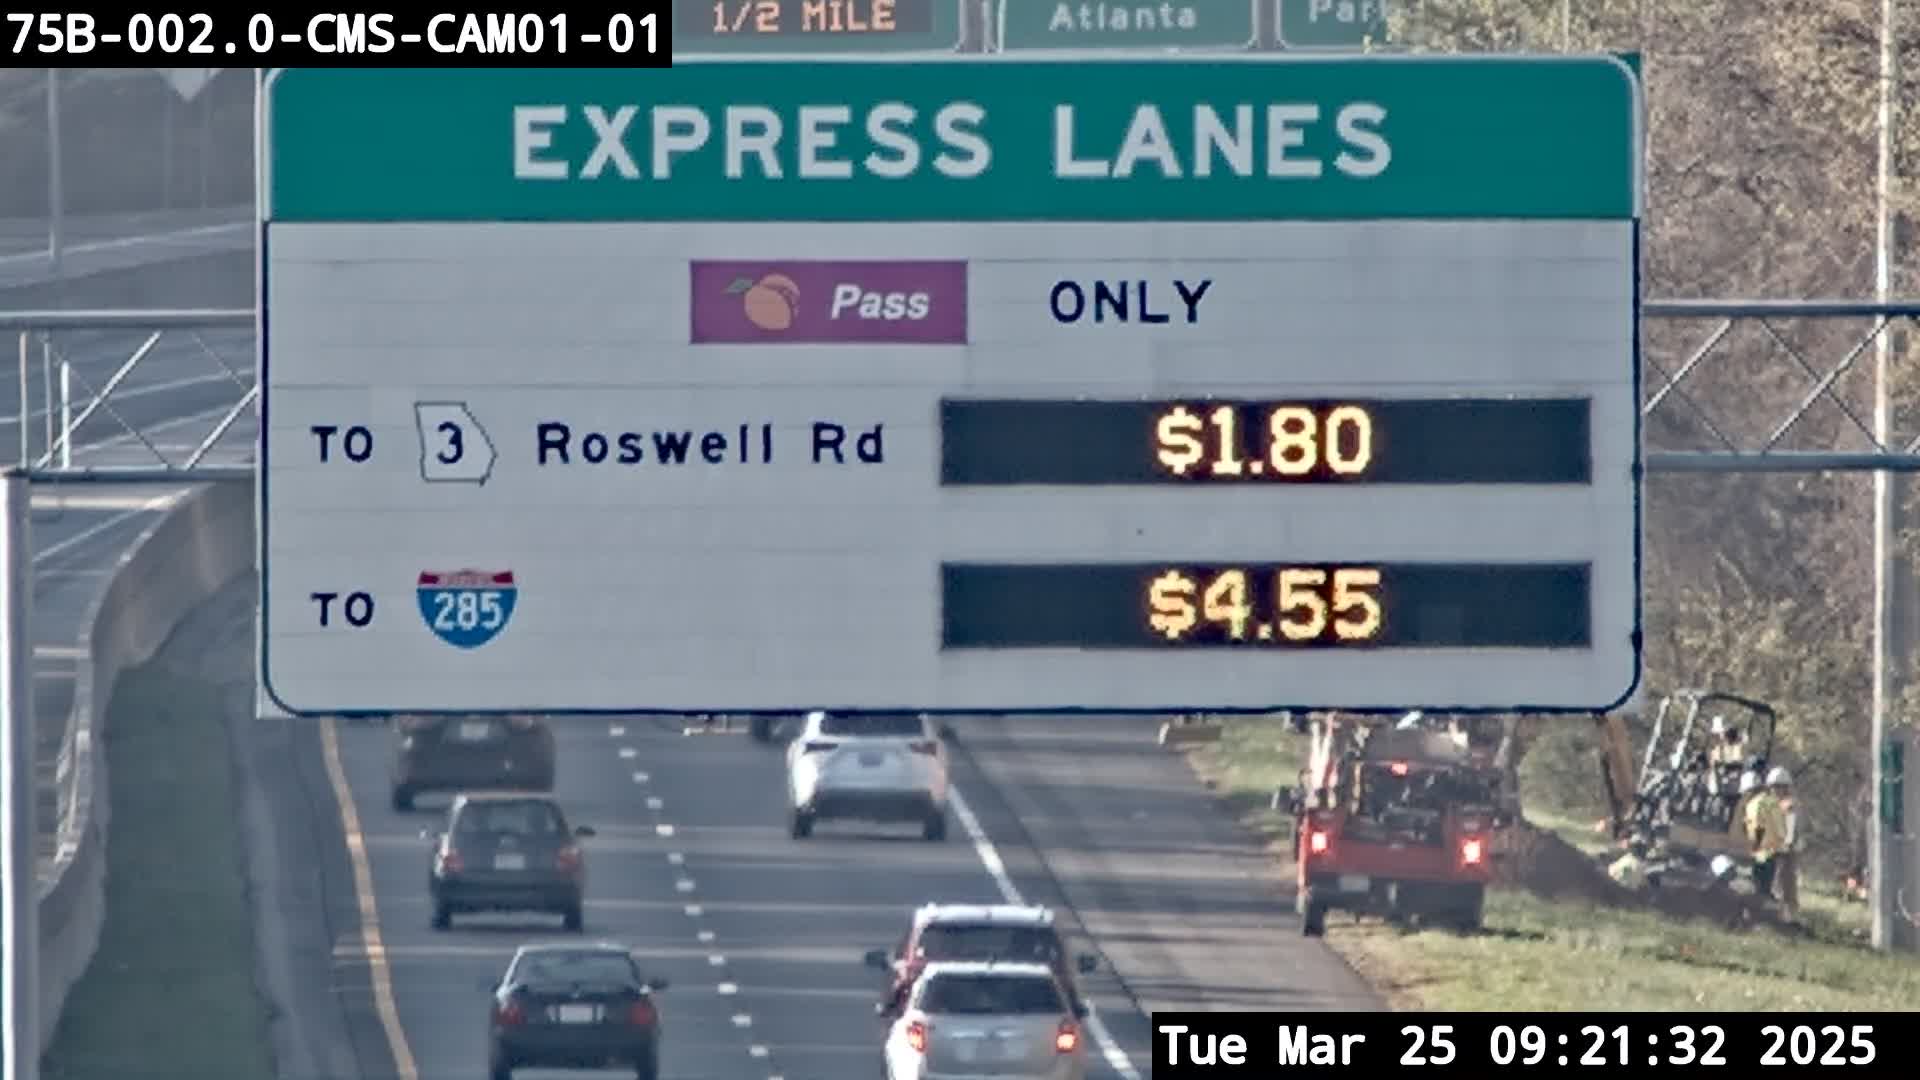 75B-002.0-CMS-CAM01-01
1/2 MILE
Atlanta
EXPRESS LANES
Pass ONLY
TO 3 Roswell Rd $1.80
TO 285 $4.55
Tue Mar 25 09:21:32 2025